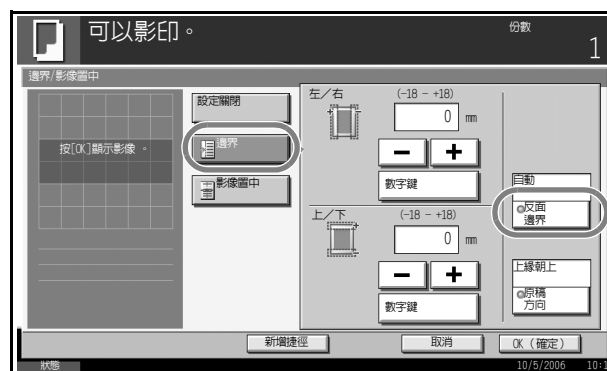 可以影印。
份數
1
邊界/影像置中
按[OK]顯示影像。
設定關閉
邊界
影像置中
左／右
(-18 - +18)
0 mm
－ ＋
數字鍵
上／下
(-18 - +18)
0 mm
－ ＋
數字鍵
自動
反面
邊界
上緣朝上
原稿
方向
新增捷徑
取消
OK（確定）
狀態
10/5/2006 10:1